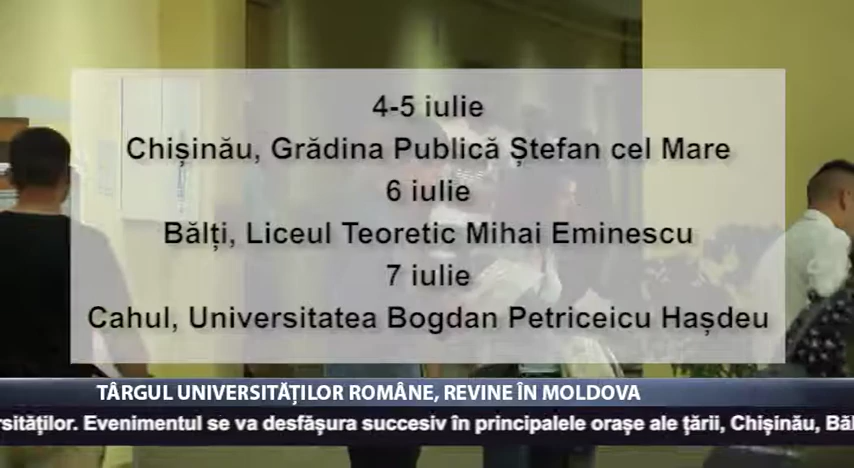 4-5 iulie
Chișinău, Grădina Publică Ștefan cel Mare
6 iulie
Bălți, Liceul Teoretic Mihai Eminescu
7 iulie
Cahul, Universitatea Bogdan Petriceicu Hașdeu
TÂRGUL UNIVERSITĂȚILOR ROMÂNE, REVINE ÎN MOLDOVA
Evenimentul se va desfășura succesiv în principalele orașe ale țării, Chișinău,